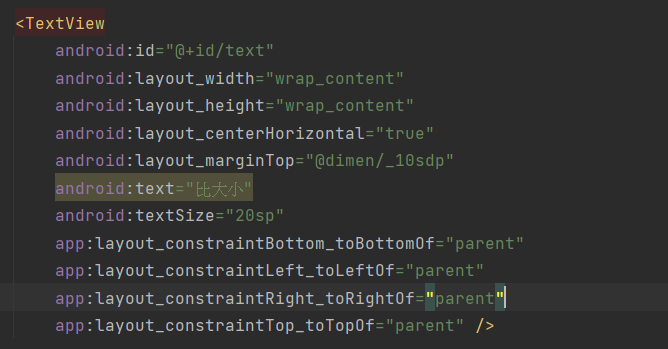 <TextView
android:id="@+id/text"
android:layout_width="wrap_content"
android:layout_height="wrap_content"
android:layout_centerHorizontal="true"
android:layout_marginTop="@dimen/_10sdp"
android:text="比大小"
android:textSize="20sp"
app:layout_constraintBottom_toBottomOf="parent"
app:layout_constraintLeft_toLeftOf="parent"
app:layout_constraintRight_toRightOf="parent"
app:layout_constraintTop_toTopOf="parent" />